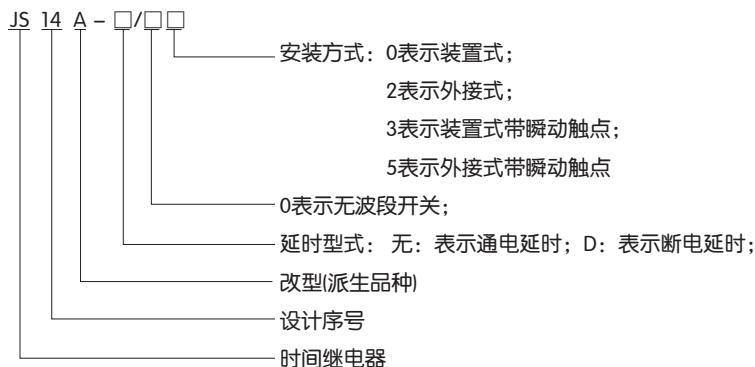 JS 14 A – □/□□
安装方式：0表示装置式；
2表示外接式；
3表示装置式带瞬动触点；
5表示外接式带瞬动触点
0表示无波段开关；
延时型式： 无：表示通电延时；D：表示断电延时；
改型(派生品种)
设计序号
时间继电器